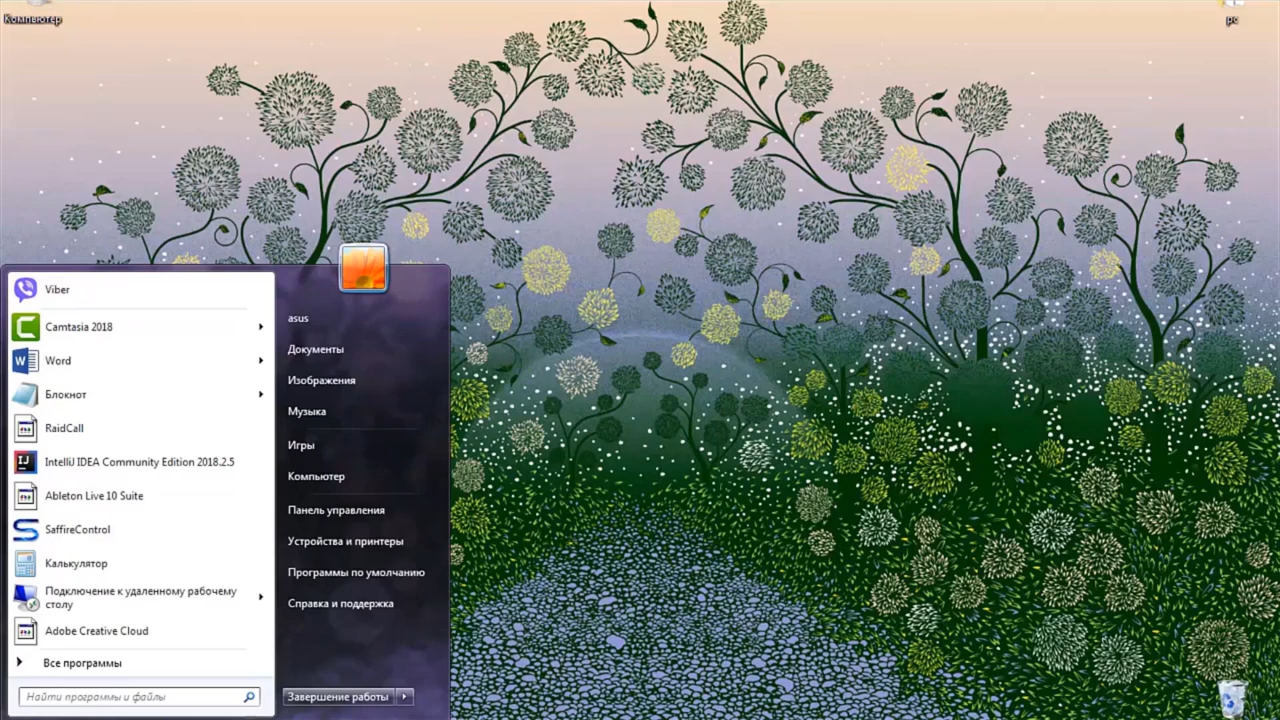 Компьютер
pc
Viber
Camtasia 2018
Word
Блокнот
RaidCall
IntelliJ IDEA Community Edition 2018.2.5
Ableton Live 10 Suite
SaffireControl
Калькулятор
Подключение к удаленному рабочему
столу
Adobe Creative Cloud
Все программы
Найти программы и файлы
asus
Документы
Изображения
Музыка
Игры
Компьютер
Панель управления
Устройства и принтеры
Программы по умолчанию
Справка и поддержка
Завершение работы